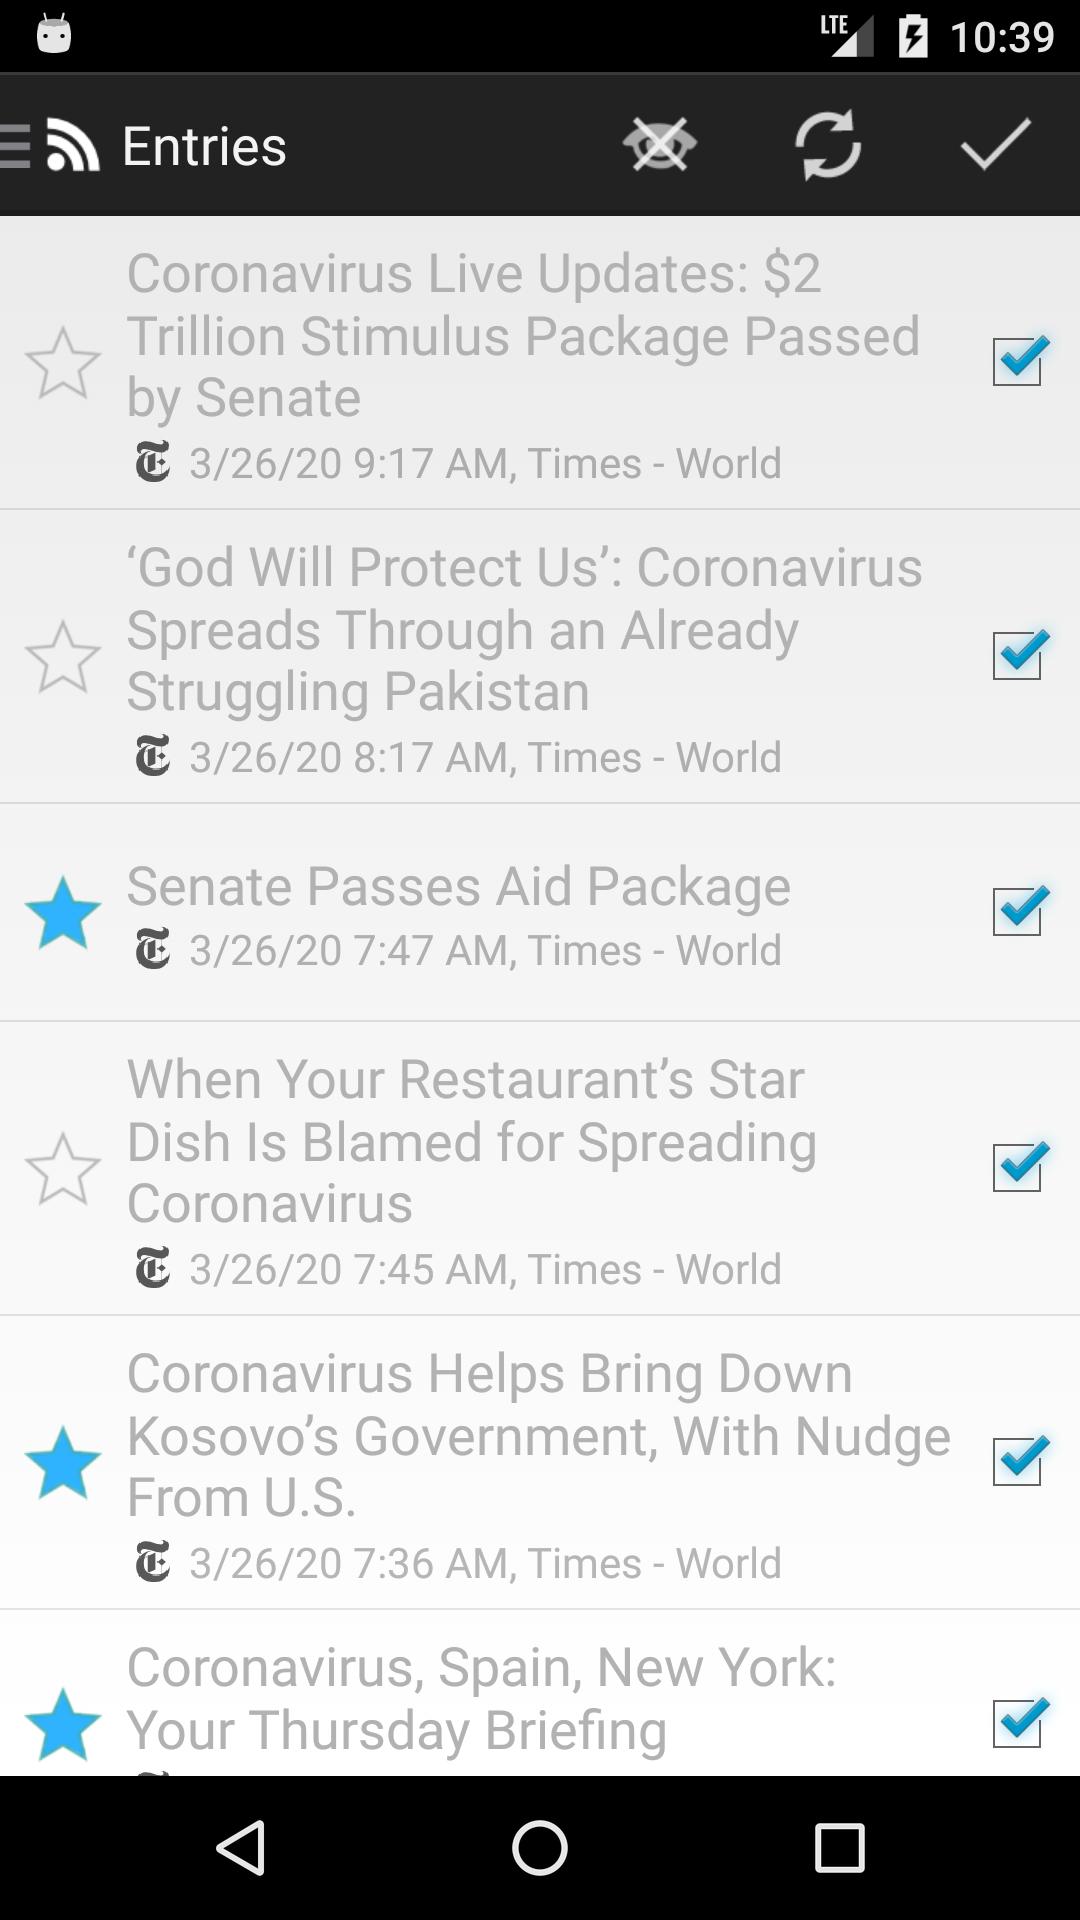 LTE 10:39
Entries
Coronavirus Live Updates: $2
Trillion Stimulus Package Passed
by Senate
3/26/20 9:17 AM, Times - World
‘God Will Protect Us’: Coronavirus
Spreads Through an Already
Struggling Pakistan
3/26/20 8:17 AM, Times - World
Senate Passes Aid Package
3/26/20 7:47 AM, Times - World
When Your Restaurant’s Star
Dish Is Blamed for Spreading
Coronavirus
3/26/20 7:45 AM, Times - World
Coronavirus Helps Bring Down
Kosovo’s Government, With Nudge
From U.S.
3/26/20 7:36 AM, Times - World
Coronavirus, Spain, New York:
Your Thursday Briefing